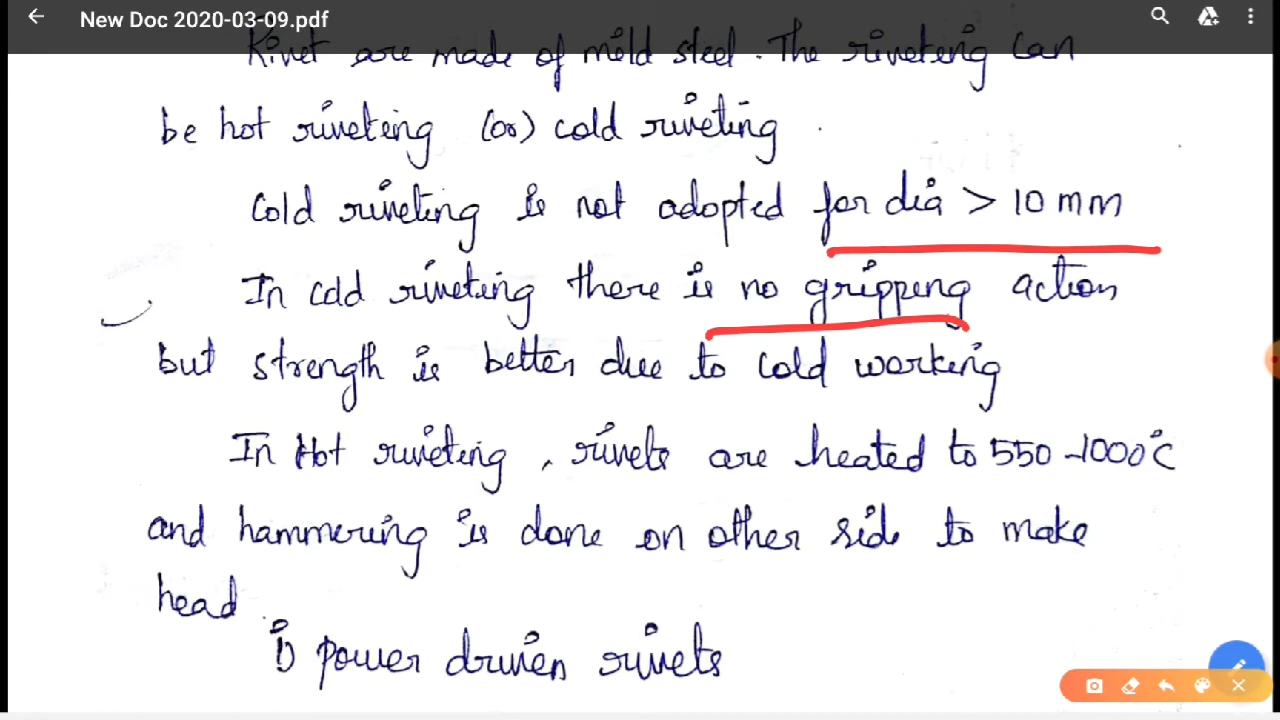 New Doc 2020-03-09.pdf
Rivet are made of mild steel. The riveting can
be hot riveting (or) cold riveting
Cold riveting is not adopted for dia > 10 mm
In cold riveting there is no gripping action
but strength is better due to cold working
In Hot riveting, rivets are heated to 550-1000°C
and hammering is done on other side to make
head
i) power driven rivets